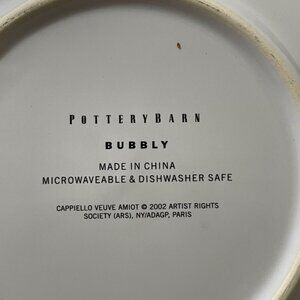 POTTERYBARN
BUBBLY
MADE IN CHINA
MICROWAVEABLE & DISHWASHER SAFE
CAPPIELLO VEUVE AMIOT © 2002 ARTIST RIGHTS
SOCIETY (ARS), NY/ADAGP, PARIS